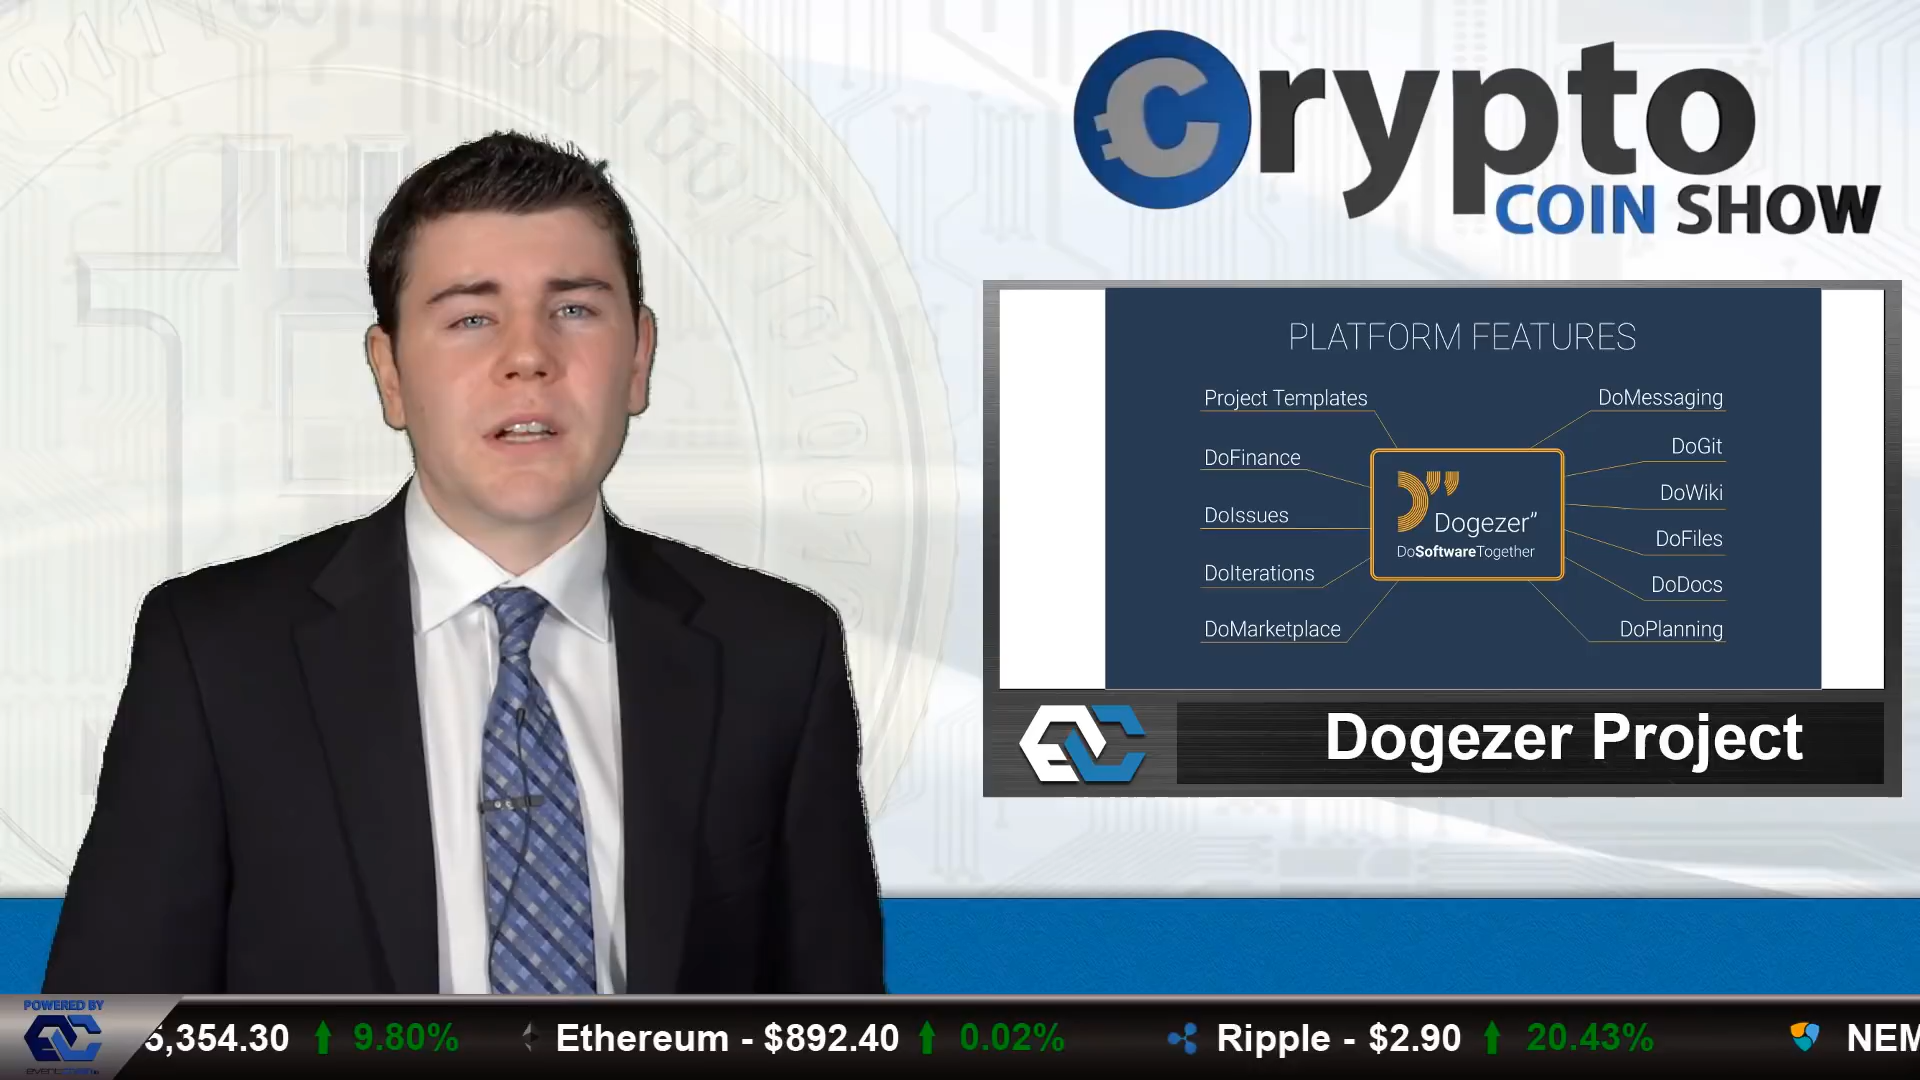 Crypto
COIN SHOW
PLATFORM FEATURES
Project Templates
DoFinance
DoIssues
DoIterations
DoMarketplace
Dogezer”
DoSoftwareTogether
DoMessaging
DoGit
DoWiki
DoFiles
DoDocs
DoPlanning
Dogezer Project
POWERED BY
5,354.30 9.80% Ethereum - $892.40 0.02% Ripple - $2.90 20.43% NEM